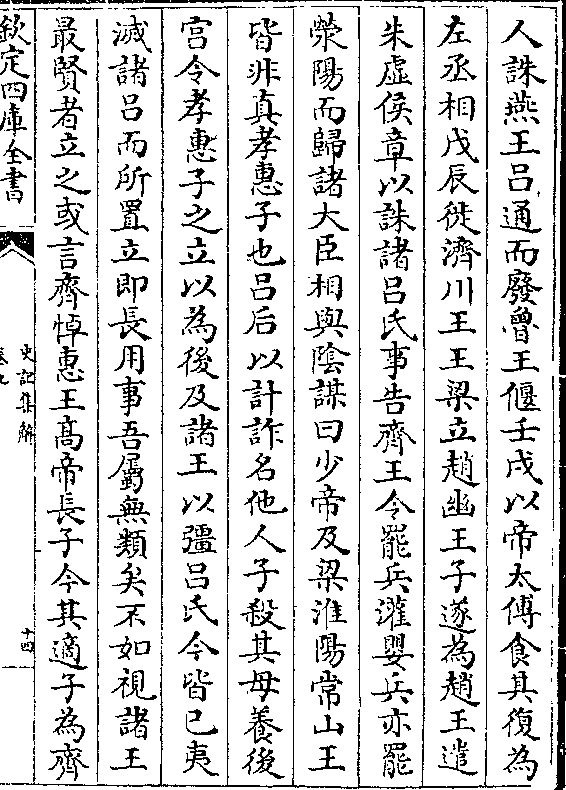 人誅燕王呂通而廢魯王偃壬戌以帝太傅食其復為
左丞相戊辰徙濟川王王梁立趙幽王子遂為趙王遣
朱虛侯章以誅諸呂氏事告齊王令罷兵灌嬰兵亦罷
滎陽而歸諸大臣相與陰謀曰少帝及梁淮陽常山王
皆非真孝惠子也呂后以計詐名他人子殺其母養後
宫令孝惠子之立以為後及諸王以彊呂氏今皆已夷
滅諸呂而所置立即長用事吾屬無類矣不如視諸王
最賢者立之或言齊悼惠王髙帝長子今其適子為齊
欽定四庫全書
史記集解
卷九
十四